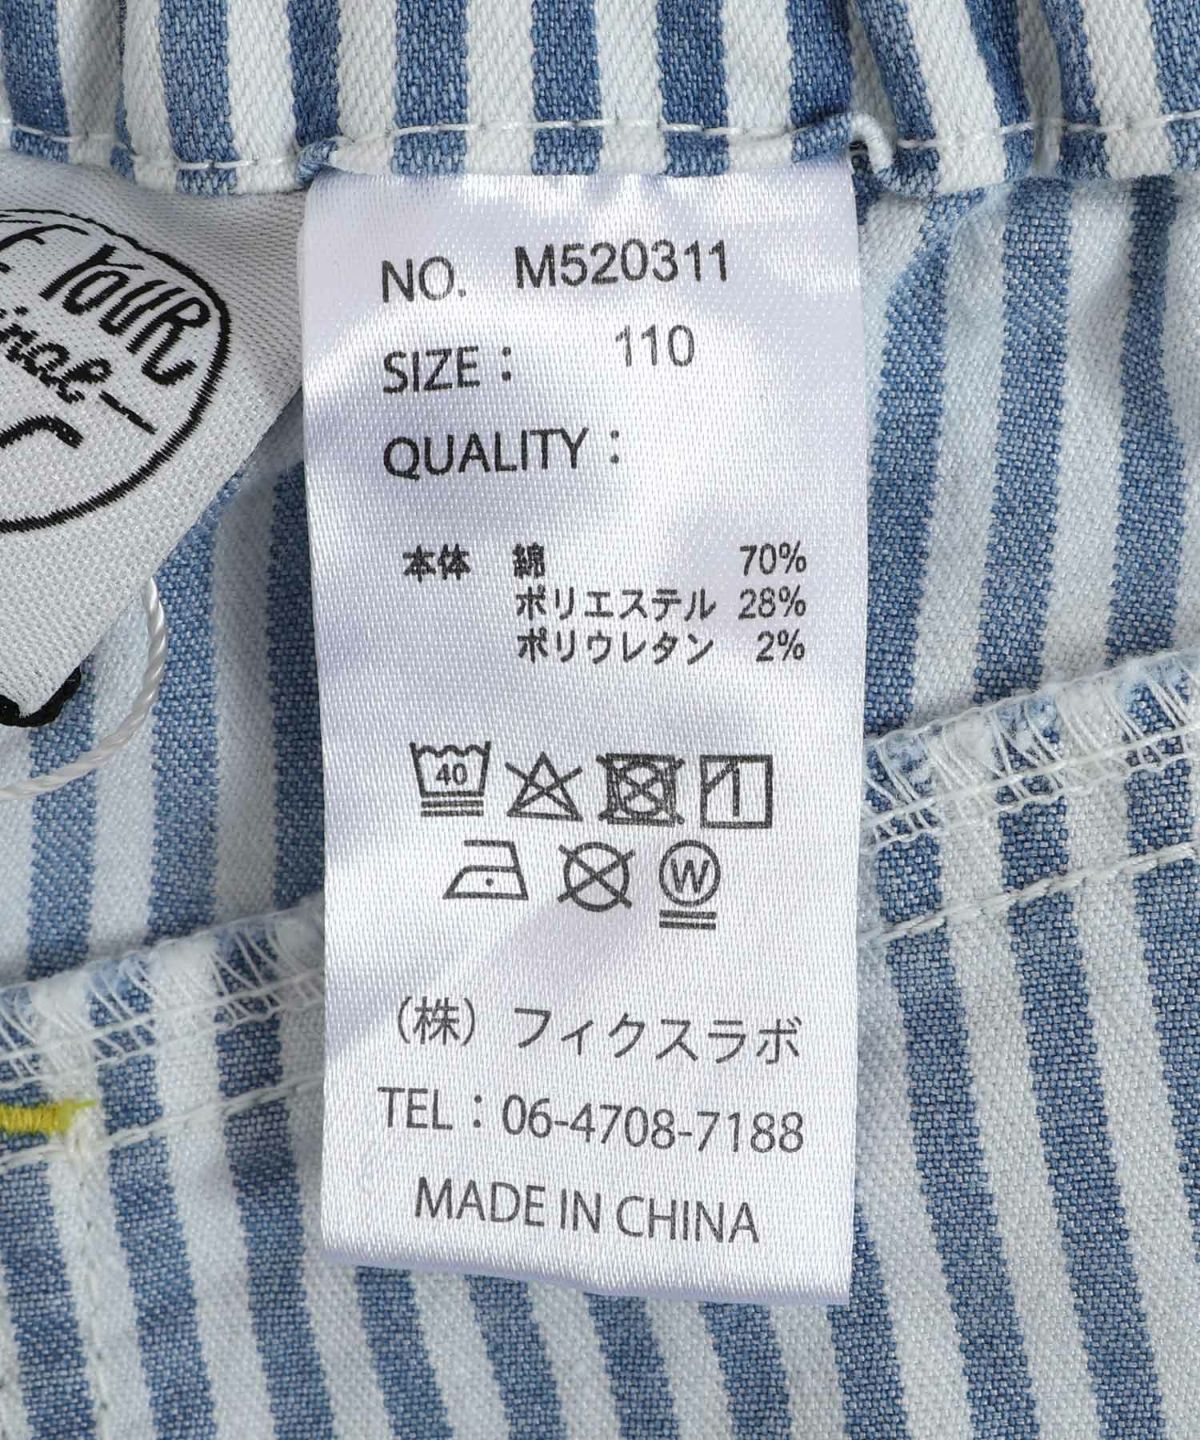 YOUR
NO. M520311
SIZE : 110
QUALITY :
本体 綿 70%
ポリエステル 28%
ポリウレタン 2%
40
W
(株) フィクスラボ
TEL : 06-4708-7188
MADE IN CHINA